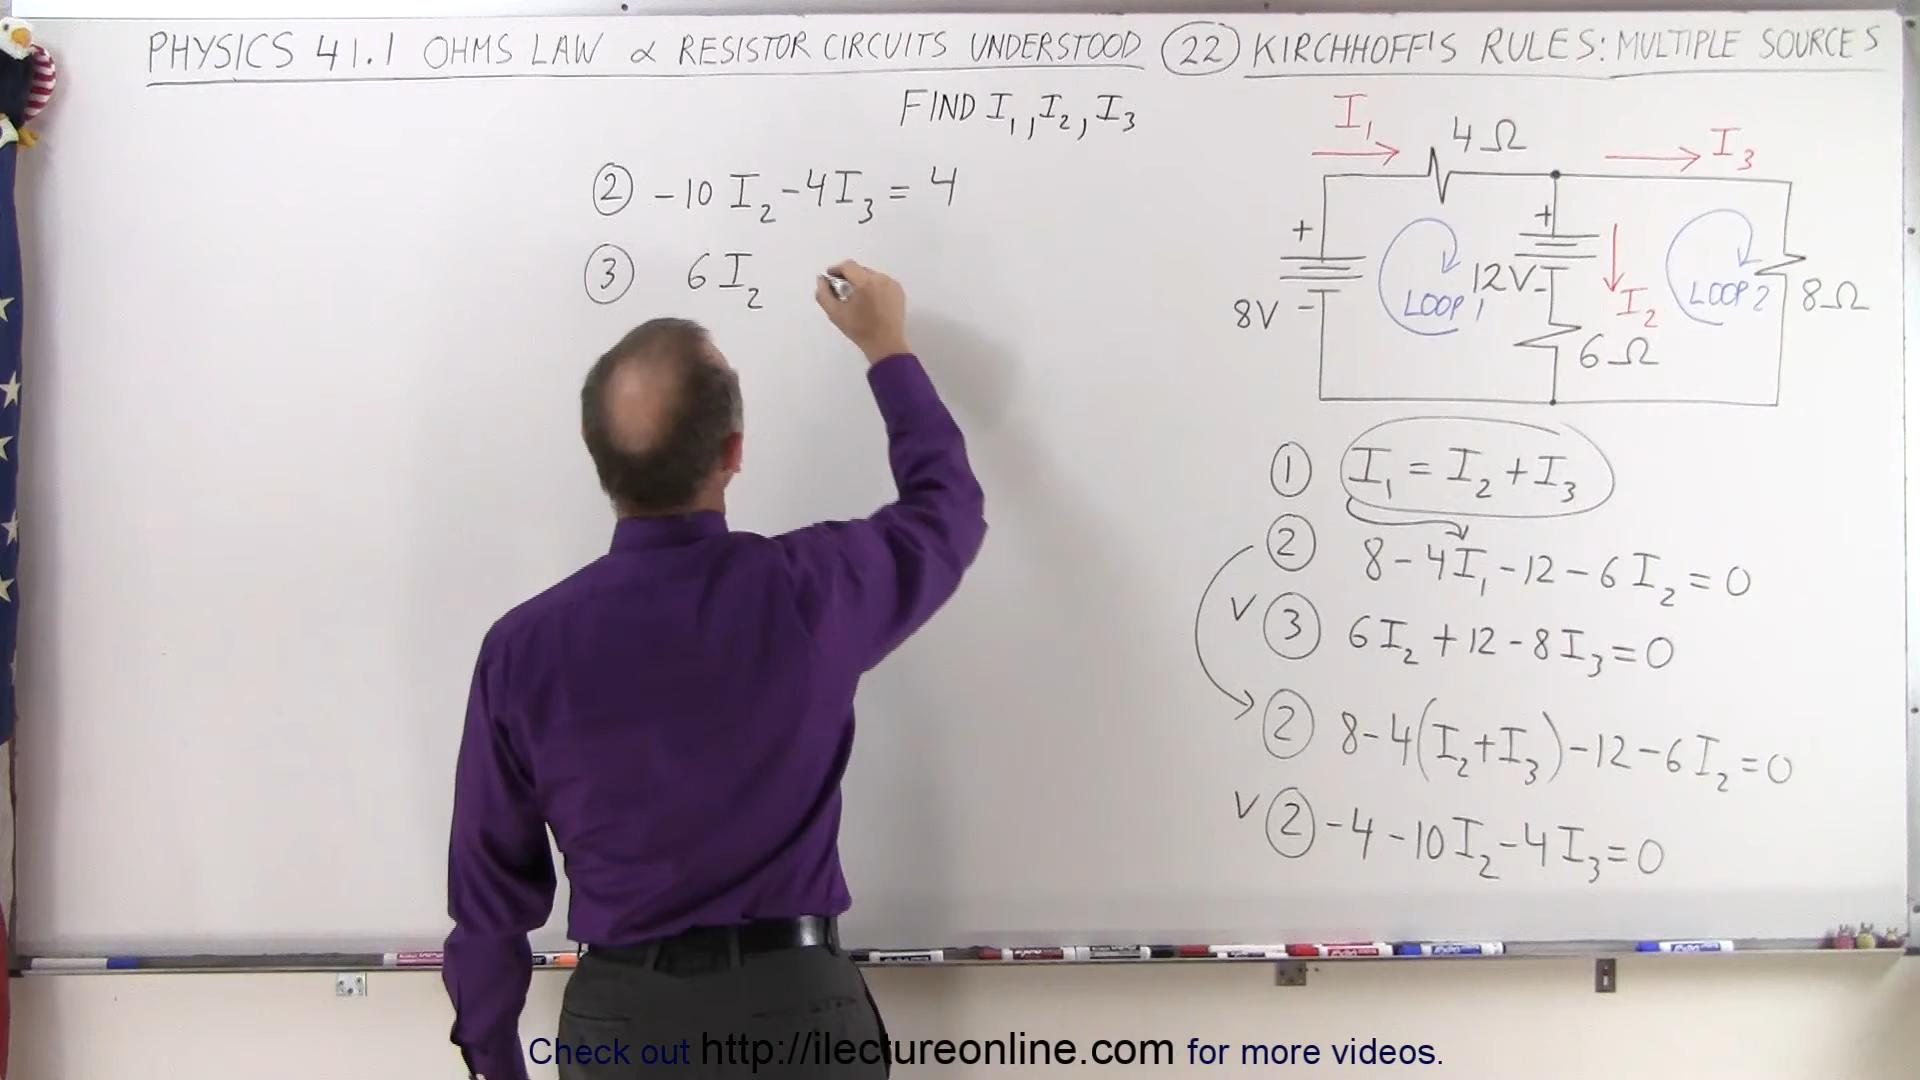 PHYSICS 41.1 OHMS LAW & RESISTOR CIRCUITS UNDERSTOOD (22) KIRCHHOFF'S RULES: MULTIPLE SOURCES
FIND I₁, I₂, I₃
② -10 I₂ - 4I₃ = 4
③ 6 I₂
I₁
4Ω
I₃
+
+
8V -
LOOP 1
12V -
I₂
LOOP 2
8Ω
6Ω
① I₁ = I₂ + I₃
② 8 - 4I₁ - 12 - 6 I₂ = 0
✓ ③ 6I₂ + 12 - 8I₃ = 0
② 8 - 4(I₂ + I₃) - 12 - 6 I₂ = 0
✓ ② -4 - 10 I₂ - 4 I₃ = 0
Check out http://ilectureonline.com for more videos.